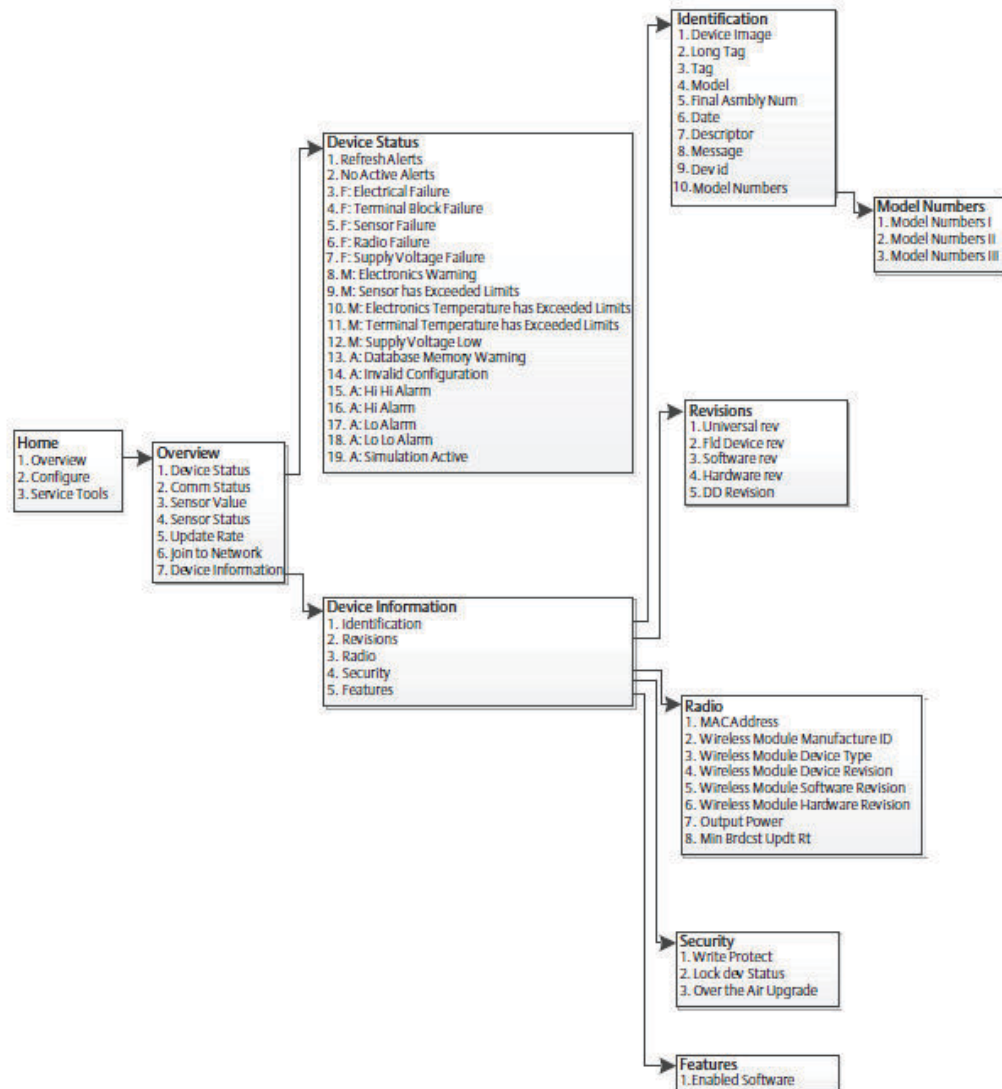 Home
1. Overview
2. Configure
3. Service Tools
Overview
1. Device Status
2. Comm Status
3. Sensor Value
4. Sensor Status
5. Update Rate
6. Join to Network
7. Device Information
Device Status
1. Refresh Alerts
2. No Active Alerts
3. F: Electrical Failure
4. F: Terminal Block Failure
5. F: Sensor Failure
6. F: Radio Failure
7. F: Supply Voltage Failure
8. M: Electronics Warning
9. M: Sensor has Exceeded Limits
10. M: Electronics Temperature has Exceeded Limits
11. M: Terminal Temperature has Exceeded Limits
12. M: Supply Voltage Low
13. A: Database Memory Warning
14. A: Invalid Configuration
15. A: Hi Hi Alarm
16. A: Hi Alarm
17. A: Lo Alarm
18. A: Lo Lo Alarm
19. A: Simulation Active
Device Information
1. Identification
2. Revisions
3. Radio
4. Security
5. Features
Identification
1. Device Image
2. Long Tag
3. Tag
4. Model
5. Final Asmbly Num
6. Date
7. Descriptor
8. Message
9. Dev id
10. Model Numbers
Model Numbers
1. Model Numbers I
2. Model Numbers II
3. Model Numbers III
Revisions
1. Universal rev
2. Fld Device rev
3. Software rev
4. Hardware rev
5. DD Revision
Radio
1. MAC Address
2. Wireless Module Manufacture ID
3. Wireless Module Device Type
4. Wireless Module Device Revision
5. Wireless Module Software Revision
6. Wireless Module Hardware Revision
7. Output Power
8. Min Brdcst Updt Rt
Security
1. Write Protect
2. Lock dev Status
3. Over the Air Upgrade
Features
1. Enabled Software